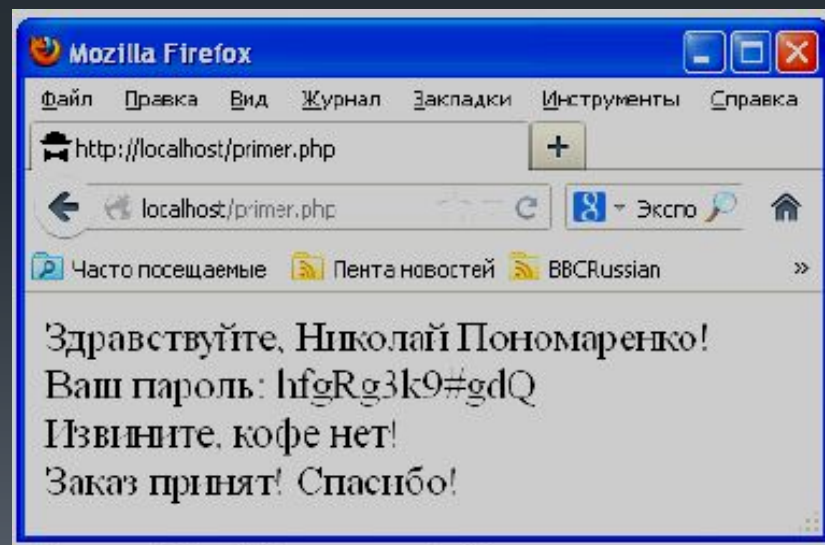 Mozilla Firefox
Файл Правка Вид Журнал Закладки Инструменты Справка
http://localhost/primer.php
localhost/primer.php Экспо
Часто посещаемые Лента новостей BBCRussian
Здравствуйте, Николай Пономаренко!
Ваш пароль: hfgRg3k9#gdQ
Извините, кофе нет!
Заказ принят! Спасибо!